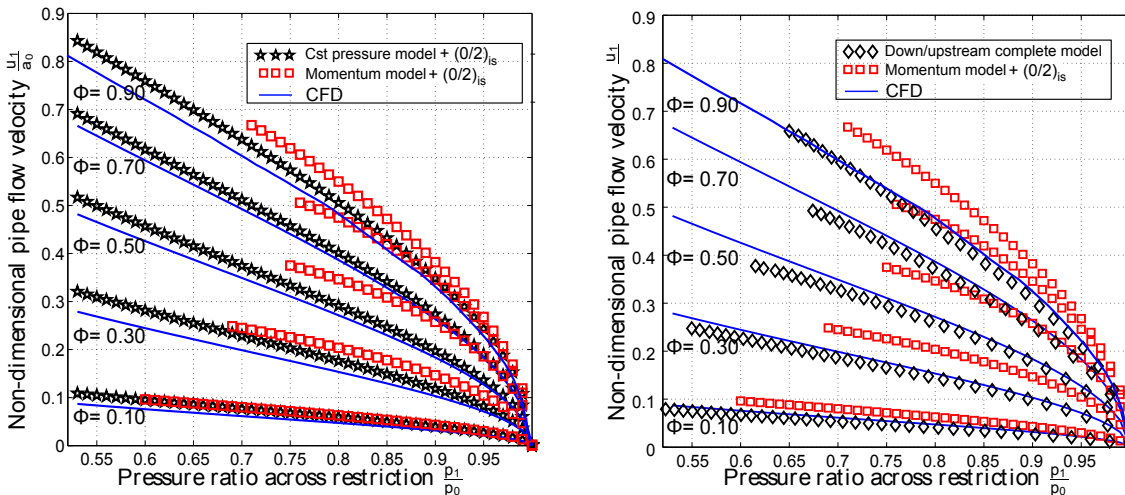 Non-dimensional pipe flow velocity u₁/a₀
0.9
0.8
0.7
0.6
0.5
0.4
0.3
0.2
0.1
0
Cst pressure model + (0/2)is
Momentum model + (0/2)is
CFD
Φ= 0.90
Φ= 0.70
Φ= 0.50
Φ= 0.30
Φ= 0.10
0.55 0.6 0.65 0.7 0.75 0.8 0.85 0.9 0.95
Pressure ratio across restriction p₁/p₀
Non-dimensional pipe flow velocity u₁/a₀
0.9
0.8
0.7
0.6
0.5
0.4
0.3
0.2
0.1
0
Down/upstream complete model
Momentum model + (0/2)is
CFD
Φ= 0.90
Φ= 0.70
Φ= 0.50
Φ= 0.30
Φ= 0.10
0.55 0.6 0.65 0.7 0.75 0.8 0.85 0.9 0.95
Pressure ratio across restriction p₁/p₀